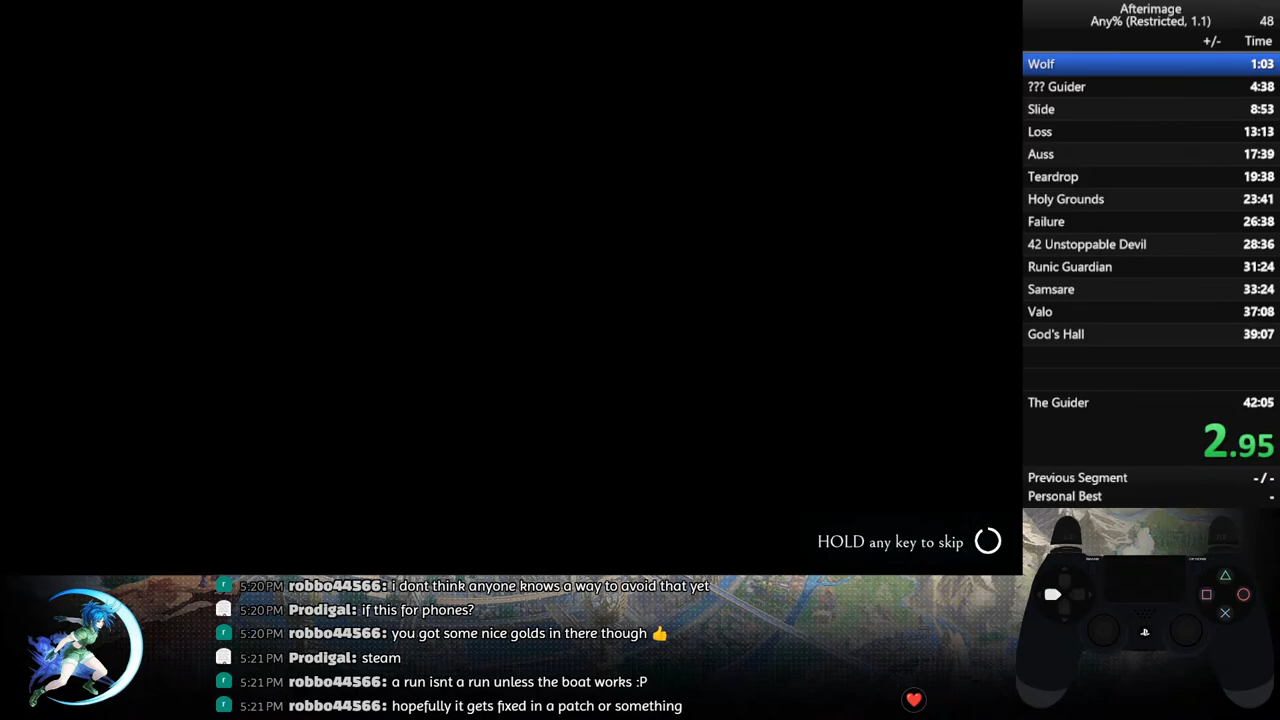 Afterimage
Any% (Restricted, 1.1) 48
+/- Time
Wolf 1:03
??? Guider 4:38
Slide 8:53
Loss 13:13
Auss 17:39
Teardrop 19:38
Holy Grounds 23:41
Failure 26:38
42 Unstoppable Devil 28:36
Runic Guardian 31:24
Samsare 33:24
Valo 37:08
God's Hall 39:07
The Guider 42:05
2.95
Previous Segment - / -
Personal Best -
HOLD any key to skip
r 5:20 PM robbo44566: i dont think anyone knows a way to avoid that yet
5:20 PM Prodigal: if this for phones?
r 5:20 PM robbo44566: you got some nice golds in there though 👍
5:21 PM Prodigal: steam
r 5:21 PM robbo44566: a run isnt a run unless the boat works :P
r 5:21 PM robbo44566: hopefully it gets fixed in a patch or something